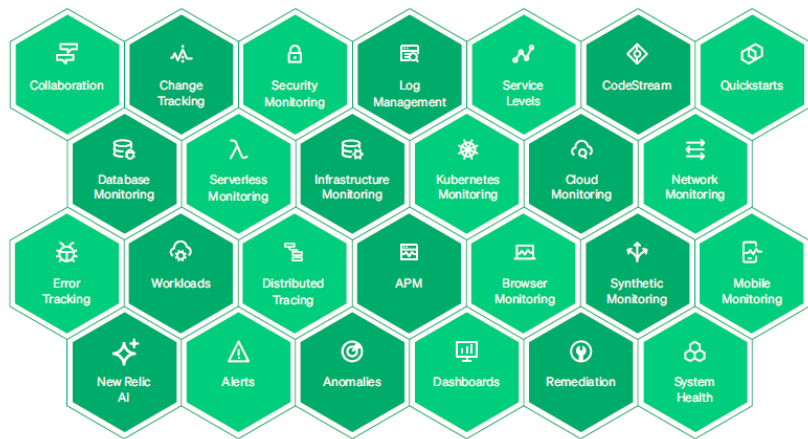 Collaboration
Change
Tracking
Security
Monitoring
Log
Management
Service
Levels
CodeStream
Quickstarts
Database
Monitoring
Serverless
Monitoring
Infrastructure
Monitoring
Kubernetes
Monitoring
Cloud
Monitoring
Network
Monitoring
Error
Tracking
Workloads
Distributed
Tracing
APM
Browser
Monitoring
Synthetic
Monitoring
Mobile
Monitoring
New Relic
AI
Alerts
Anomalies
Dashboards
Remediation
System
Health